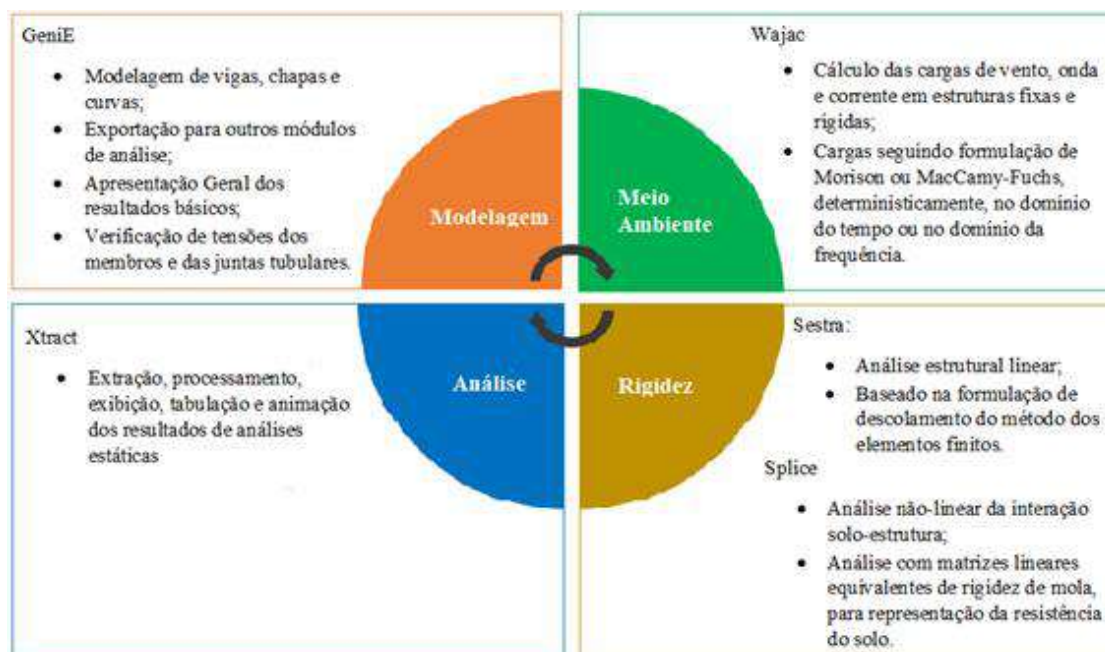 GeniE
• Modelagem de vigas, chapas e
curvas;
• Exportação para outros módulos
de análise;
• Apresentação Geral dos
resultados básicos;
• Verificação de tensões dos
membros e das juntas tubulares.
Modelagem
Wajac
• Cálculo das cargas de vento, onda
e corrente em estruturas fixas e
rígidas;
• Cargas seguindo formulação de
Morison ou MacCamy-Fuchs,
deterministicamente, no domínio
do tempo ou no domínio da
frequência.
Meio
Ambiente
Xtract
• Extração, processamento,
exibição, tabulação e animação
dos resultados de análises
estáticas
Análise
Rigidez
Sestra:
• Análise estrutural linear;
• Baseado na formulação de
descolamento do método dos
elementos finitos.
Splice
• Análise não-linear da interação
solo-estrutura;
• Análise com matrizes lineares
equivalentes de rigidez de mola,
para representação da resistência
do solo.